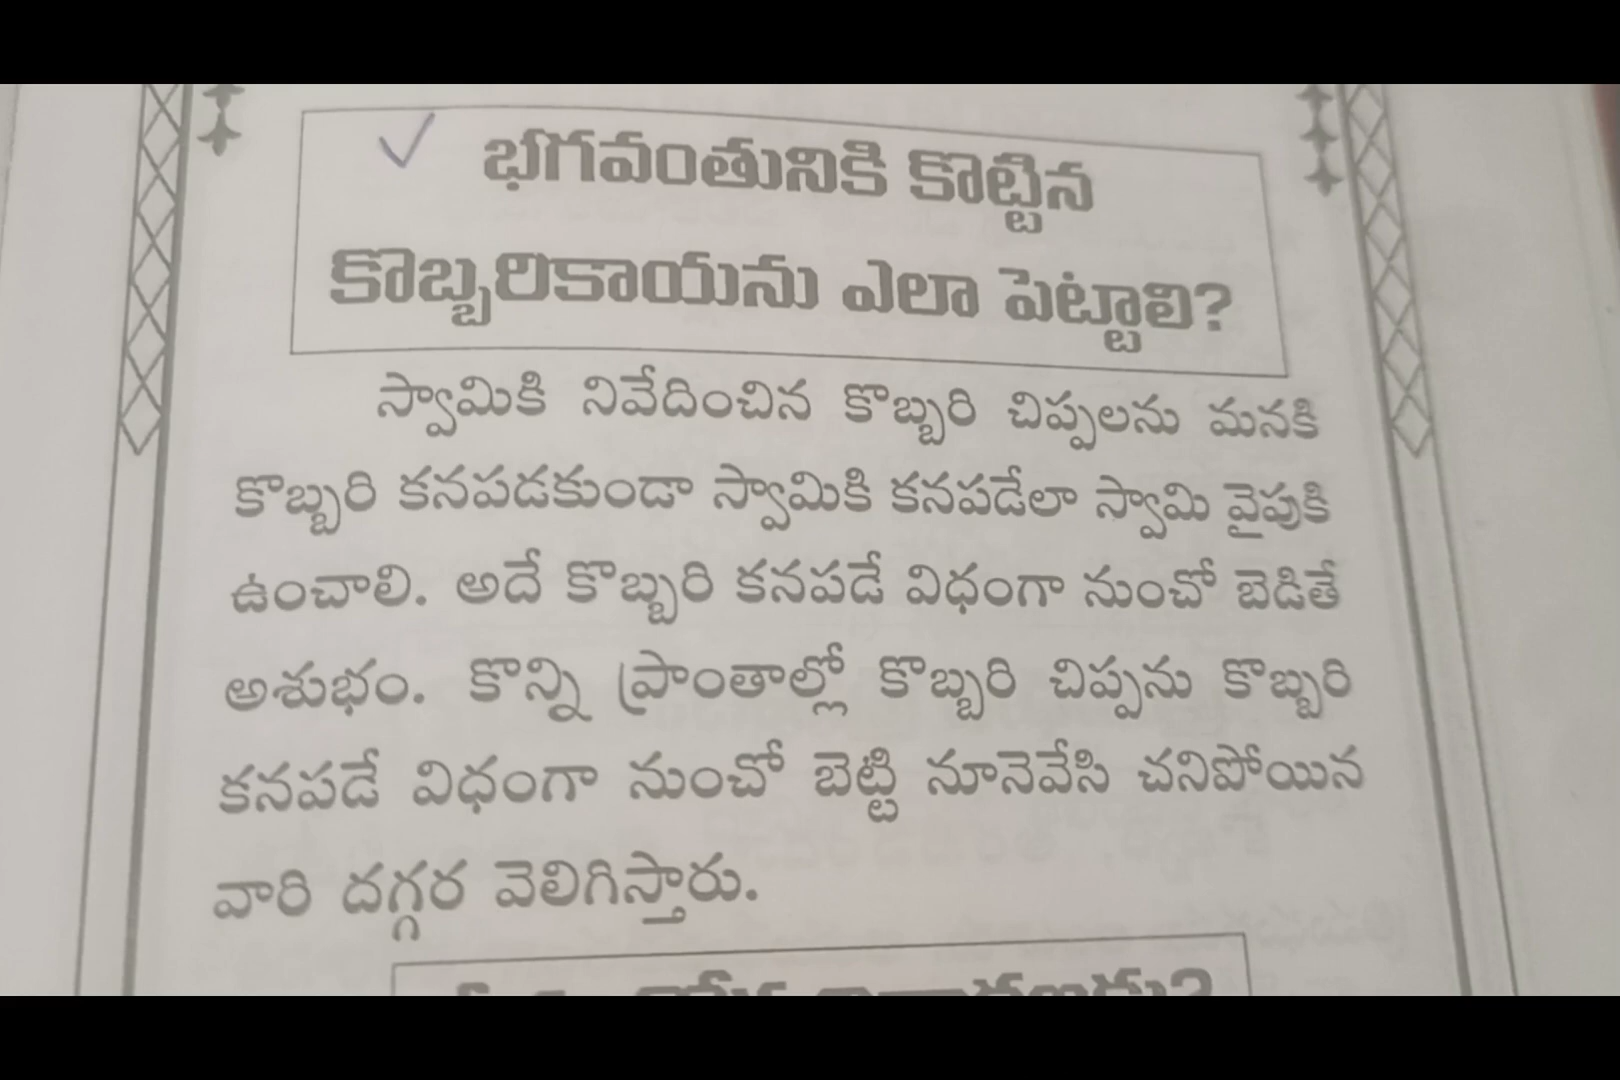 భగవంతునికి కొట్టిన
కొబ్బరికాయను ఎలా పెట్టాలి?
స్వామికి నివేదించిన కొబ్బరి చిప్పలను మనకి
కొబ్బరి కనపడకుండా స్వామికి కనపడేలా స్వామి వైపుకి
ఉంచాలి. అదే కొబ్బరి కనపడే విధంగా నుంచో బెడితే
అశుభం. కొన్ని ప్రాంతాల్లో కొబ్బరి చిప్పను కొబ్బరి
కనపడే విధంగా నుంచో బెట్టి నూనెవేసి చనిపోయిన
వారి దగ్గర వెలిగిస్తారు.